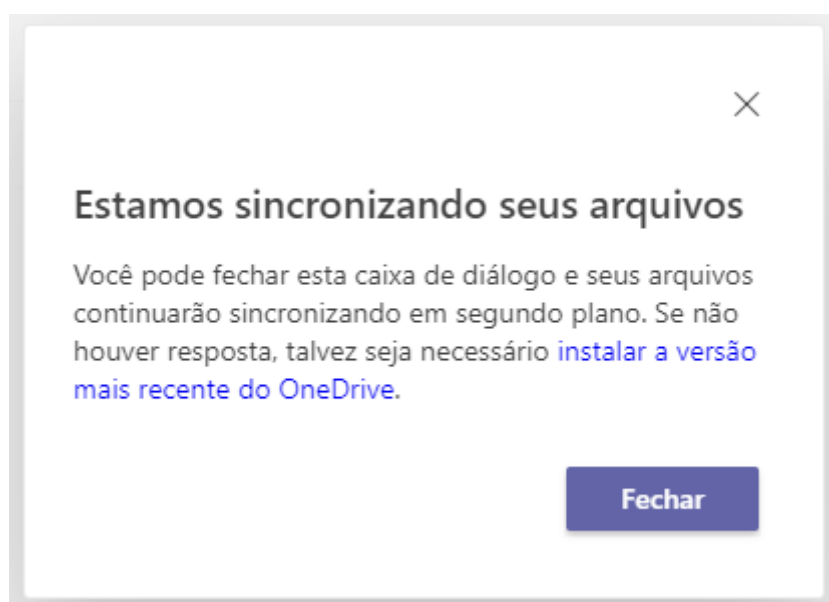 Estamos sincronizando seus arquivos
Você pode fechar esta caixa de diálogo e seus arquivos
continuarão sincronizando em segundo plano. Se não
houver resposta, talvez seja necessário instalar a versão
mais recente do OneDrive.
Fechar